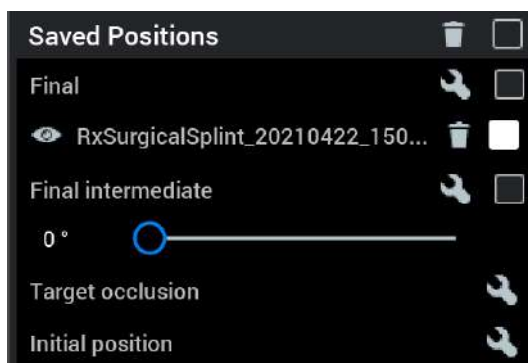 Saved Positions
Final
RxSurgicalSplint_20210422_150...
Final intermediate
0 °
Target occlusion
Initial position